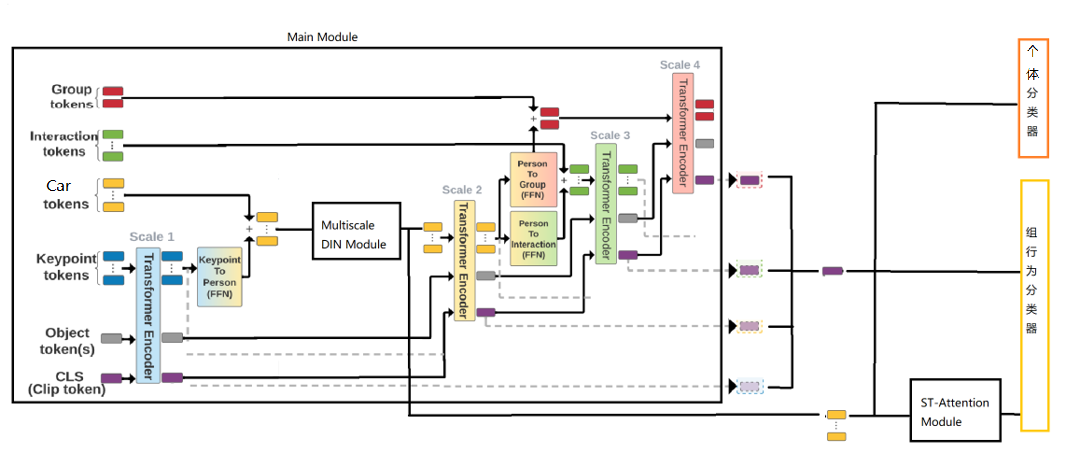 Main Module
Scale 4
Group
tokens
Transformer Encoder
Scale 3
Interaction
tokens
Person
To
Group
(FFN)
Transformer Encoder
Car
tokens
Scale 2
Multiscale
DIN Module
Person
To
Interaction
(FFN)
Transformer Encoder
Scale 1
Keypoint
tokens
Keypoint
To
Person
(FFN)
Transformer Encoder
Object
token(s)
CLS
(Clip token)
+
+
+
ST-Attention
Module
个
体
分
类
器
组
行
为
分
类
器